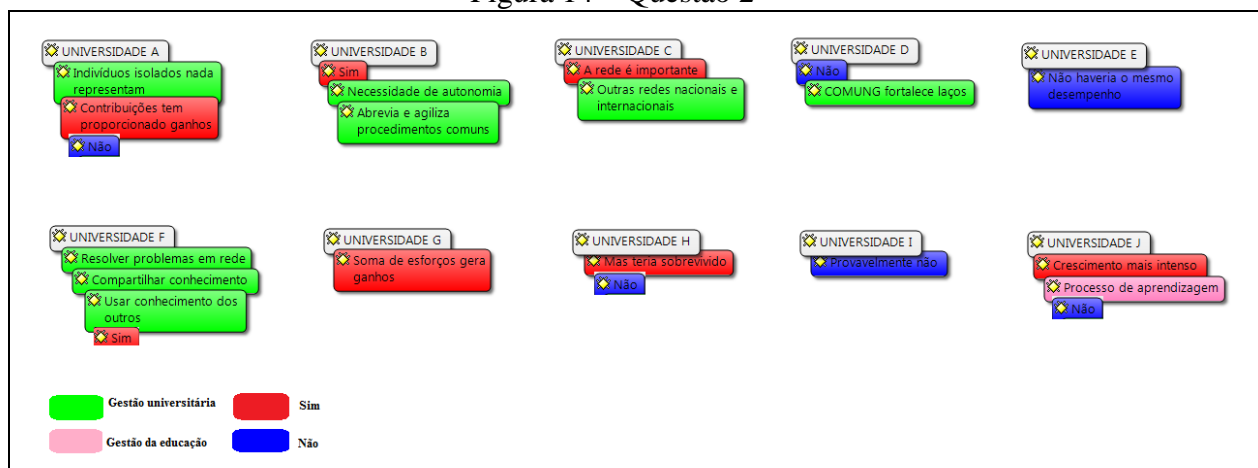 Figura 14 – Questão 2
UNIVERSIDADE A
Indivíduos isolados nada
representam
Contribuições tem
proporcionado ganhos
Não
UNIVERSIDADE B
Sim
Necessidade de autonomia
Abrevia e agiliza
procedimentos comuns
UNIVERSIDADE C
A rede é importante
Outras redes nacionais e
internacionais
UNIVERSIDADE D
Não
COMUNG fortalece laços
UNIVERSIDADE E
Não haveria o mesmo
desempenho
UNIVERSIDADE F
Resolver problemas em rede
Compartilhar conhecimento
Usar conhecimento dos
outros
Sim
UNIVERSIDADE G
Soma de esforços gera
ganhos
UNIVERSIDADE H
Mas teria sobrevivido
Não
UNIVERSIDADE I
Provavelmente não
UNIVERSIDADE J
Crescimento mais intenso
Processo de aprendizagem
Não
Gestão universitária
Sim
Gestão da educação
Não